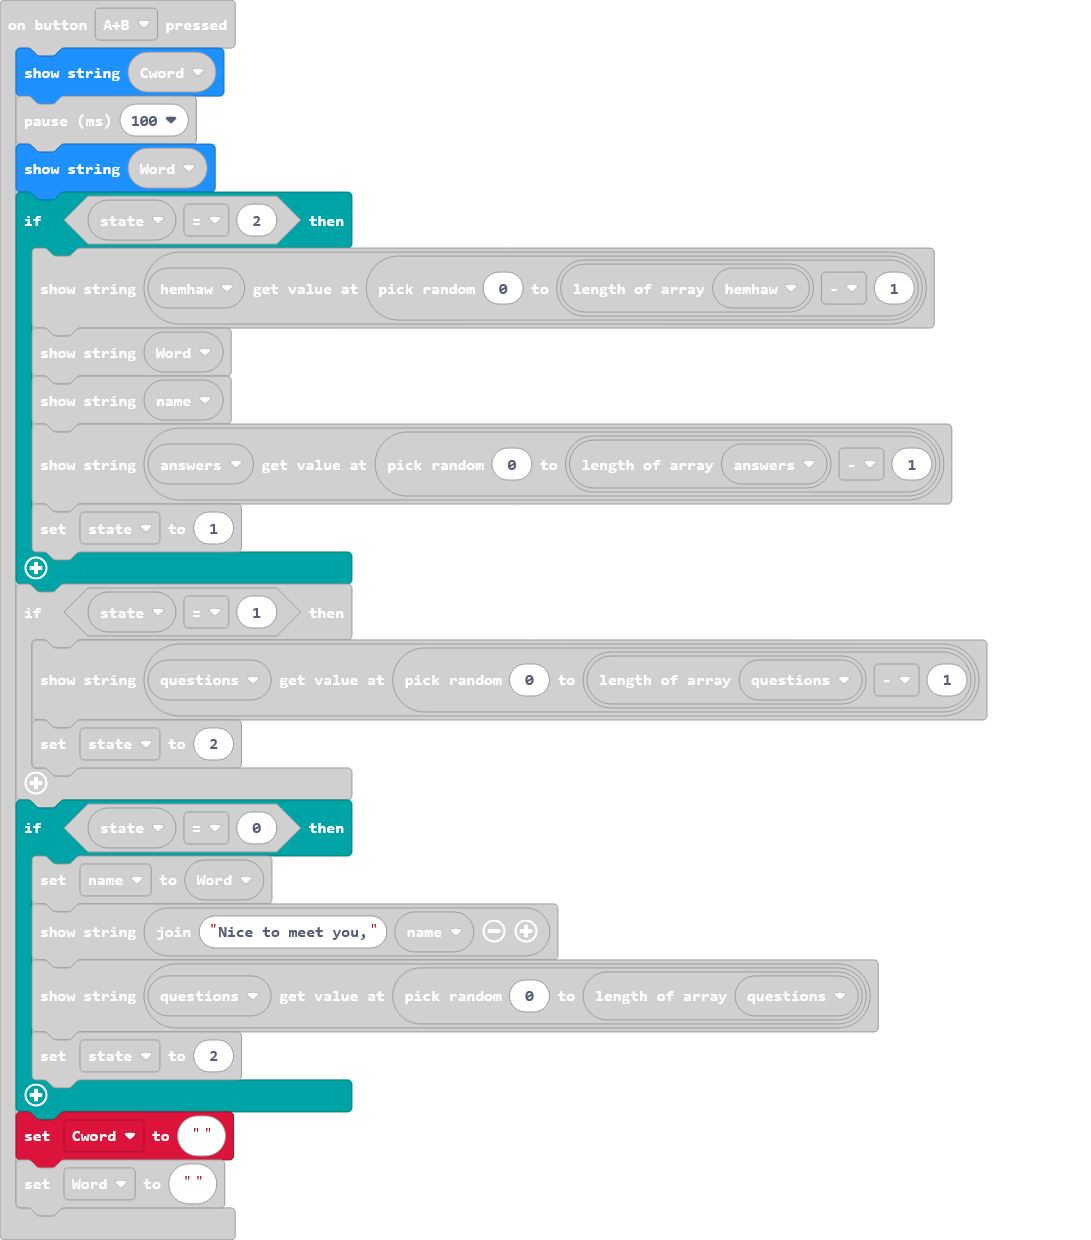 on button A+B pressed
show string Cword
pause (ms) 100
show string Word
if state = 2 then
show string hemhaw get value at pick random 0 to length of array hemhaw - 1
show string Word
show string name
show string answers get value at pick random 0 to length of array answers - 1
set state to 1
if state = 1 then
show string questions get value at pick random 0 to length of array questions - 1
set state to 2
if state = 0 then
set name to Word
show string join "Nice to meet you," name
show string questions get value at pick random 0 to length of array questions
set state to 2
set Cword to " "
set Word to " "